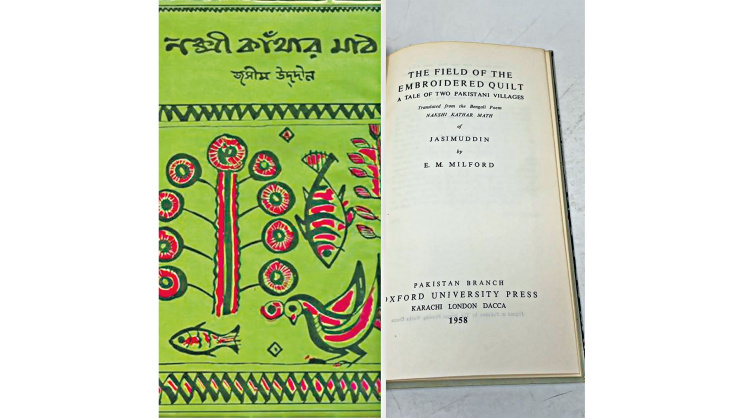 নক্সী কাঁথার মাঠ
জসীম উদ্‌দীন
THE FIELD OF THE
EMBROIDERED QUILT
A TALE OF TWO PAKISTANI VILLAGES
Translated from the Bengali Poem
NAKSHI KATHAR MATH
of
JASIMUDDIN
by
E. M. MILFORD
PAKISTAN BRANCH
OXFORD UNIVERSITY PRESS
KARACHI LONDON DACCA
1958